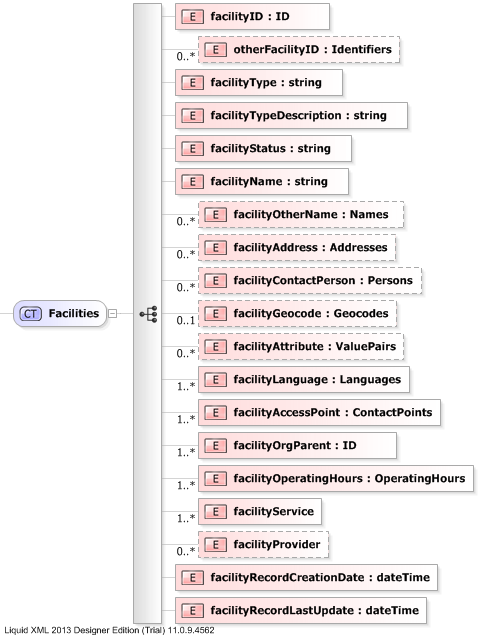 E facilityID : ID
E otherFacilityID : Identifiers
0..*
E facilityType : string
E facilityTypeDescription : string
E facilityStatus : string
E facilityName : string
E facilityOtherName : Names
0..*
E facilityAddress : Addresses
0..*
E facilityContactPerson : Persons
0..*
CT Facilities
E facilityGeocode : Geocodes
0..1
E facilityAttribute : ValuePairs
0..*
E facilityLanguage : Languages
1..*
E facilityAccessPoint : ContactPoints
1..*
E facilityOrgParent : ID
1..*
E facilityOperatingHours : OperatingHours
1..*
E facilityService
1..*
E facilityProvider
0..*
E facilityRecordCreationDate : dateTime
E facilityRecordLastUpdate : dateTime
Liquid XML 2013 Designer Edition (Trial) 11.0.9.4562